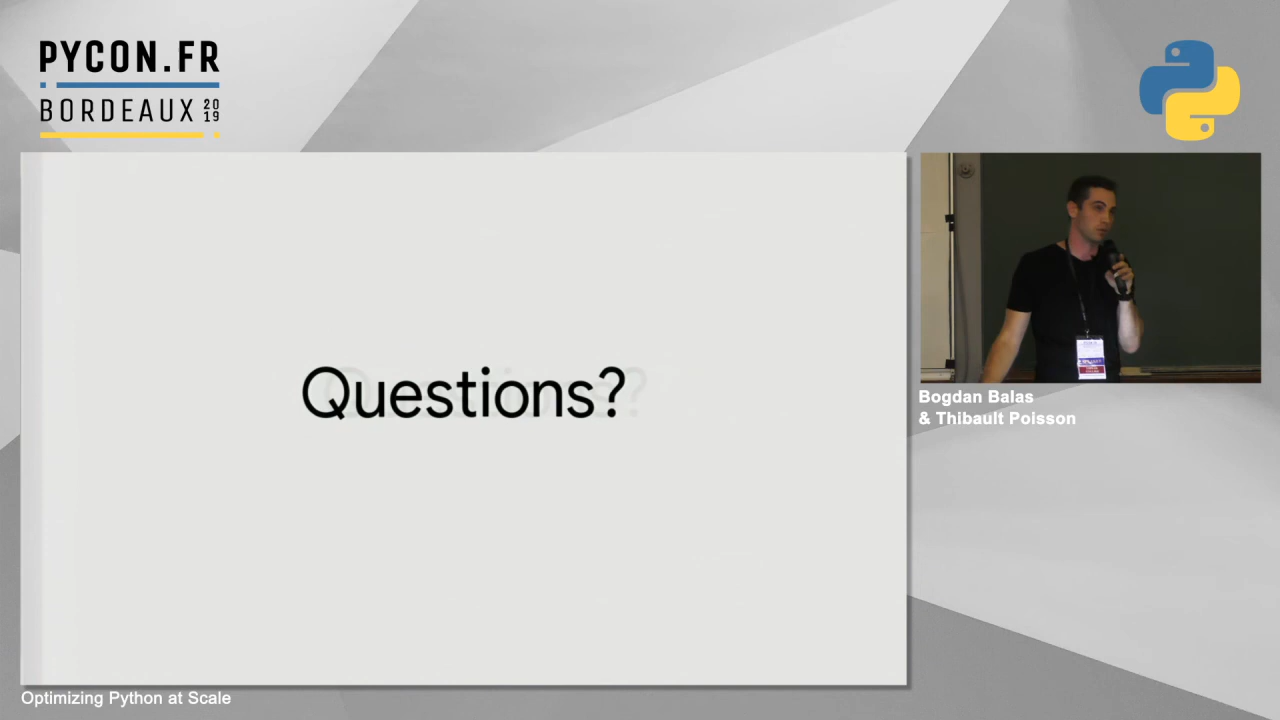 PYCON.FR
BORDEAUX 2019
Questions?
Bogdan Balas
& Thibault Poisson
Optimizing Python at Scale